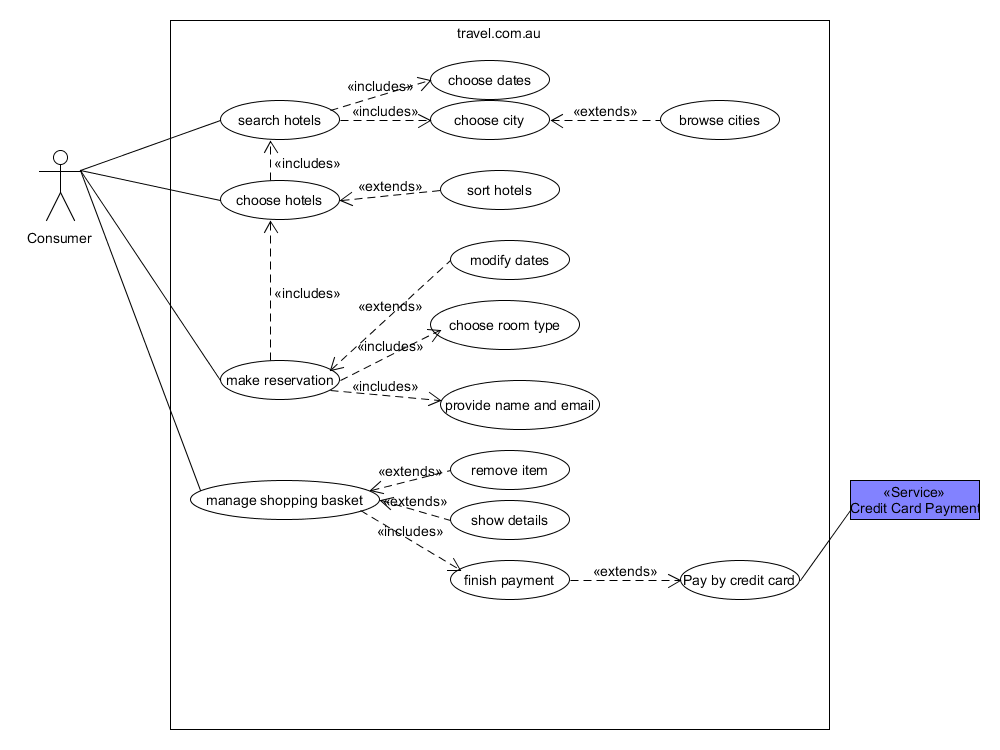 travel.com.au
«includes»
choose dates
search hotels
«includes»
choose city
«extends»
browse cities
«includes»
choose hotels
«extends»
sort hotels
Consumer
modify dates
«includes»
«extends»
choose room type
«includes»
make reservation
«includes»
provide name and email
«extends»
remove item
manage shopping basket
«extends»
show details
«Service»
Credit Card Payment
«includes»
finish payment
«extends»
Pay by credit card